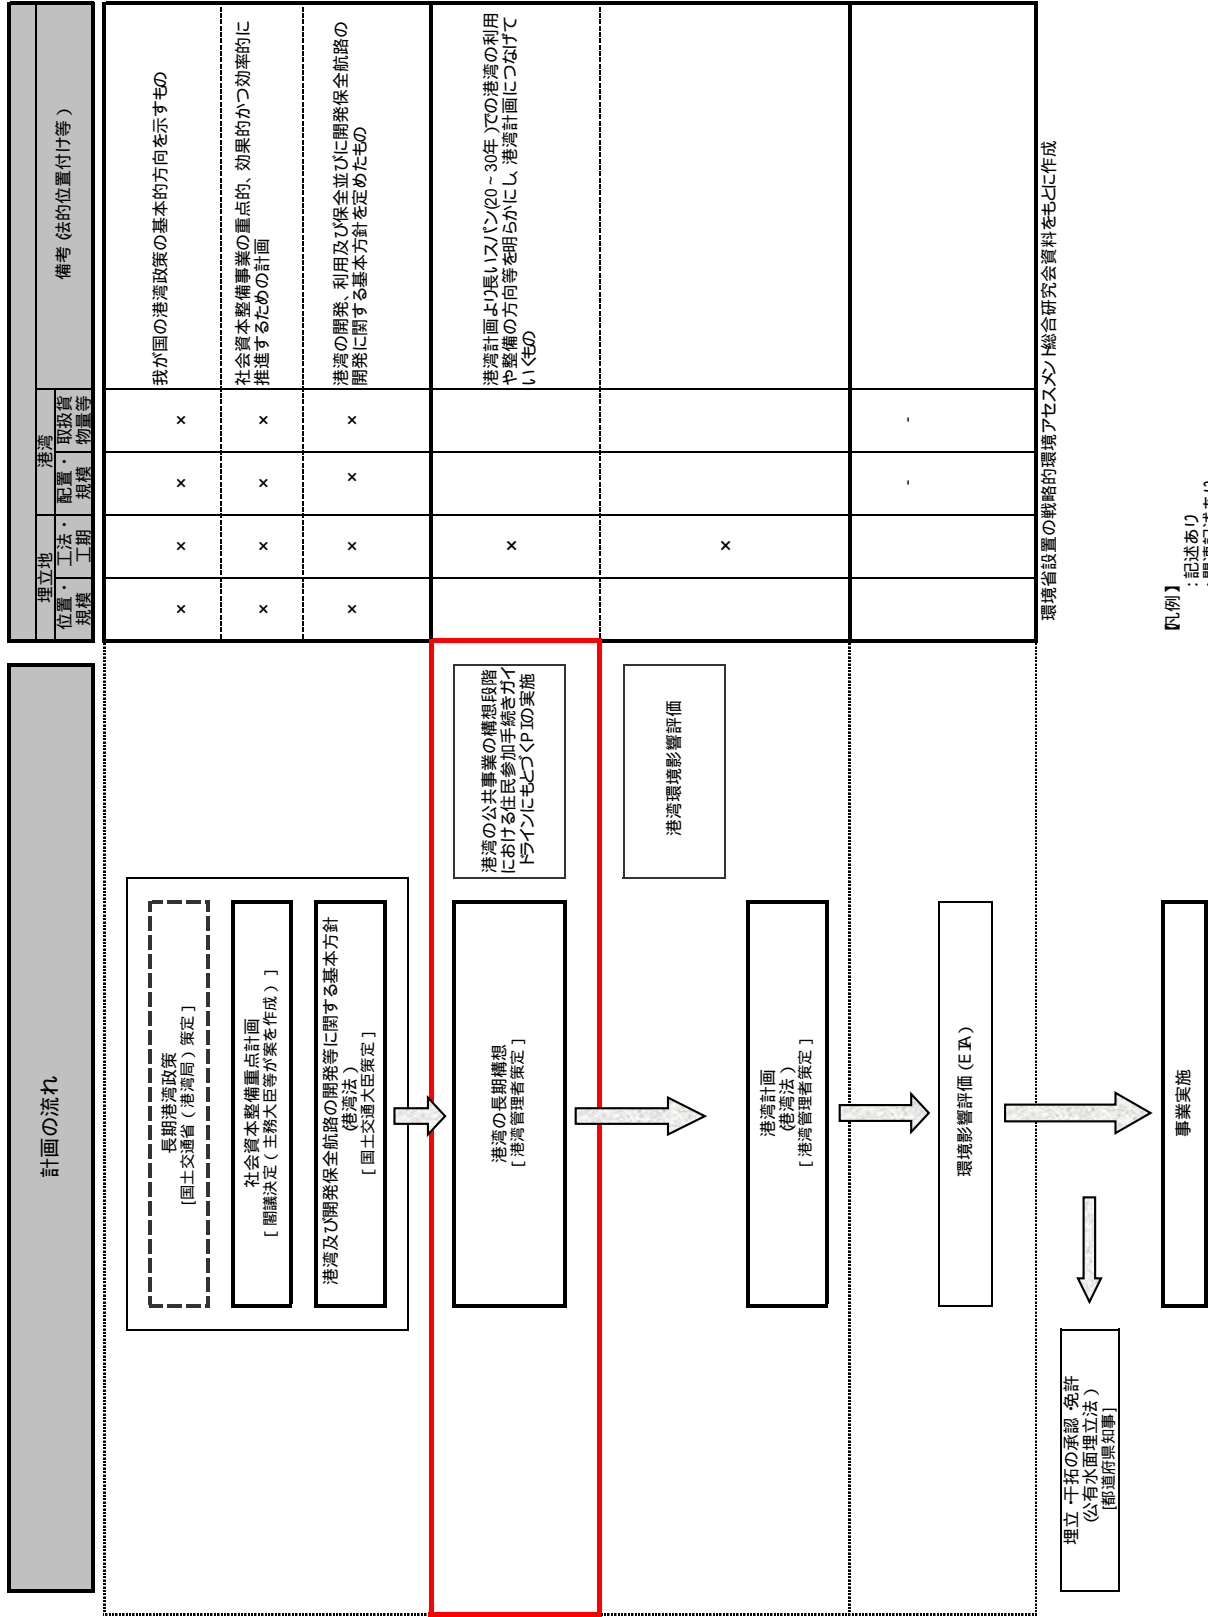 計画の流れ
埋立地
港湾
備考（法的位置付け等）
位置・
規模
工法・
工期
配置・
規模
取扱貨
物量等
長期港湾政策
[国土交通省（港湾局）策定]
× × × ×
我が国の港湾政策の基本的方向を示すもの
社会資本整備重点計画
[閣議決定（主務大臣等が案を作成）]
× × × ×
社会資本整備事業の重点的、効果的かつ効率的に
推進するための計画
港湾及び開発保全航路の開発等に関する基本方針
（港湾法）
[国土交通大臣策定]
× × × ×
港湾の開発、利用及び保全並びに開発保全航路の
開発に関する基本方針を定めたもの
港湾の長期構想
[港湾管理者策定]
港湾の公共事業の構想段階
における住民参加手続きガイ
ドラインにもとづくPIの実施
×
港湾計画より長いスパン(20～30年)での港湾の利用
や整備の方向等を明らかにし、港湾計画につなげて
いくもの
港湾環境影響評価
×
港湾計画
（港湾法）
[港湾管理者策定]
環境影響評価（EIA）
- -
環境省設置の戦略的環境アセスメント総合研究会資料をもとに作成
埋立・干拓の承認・免許
（公有水面埋立法）
[都道府県知事]
事業実施
【凡例】
：記述あり
：関連記述あり